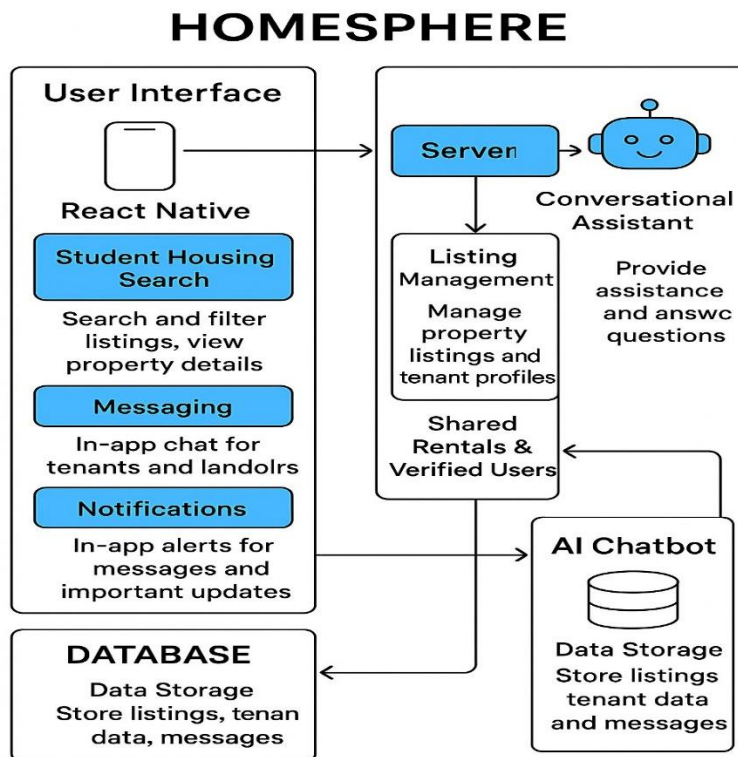 HOMESPHERE
User Interface
React Native
Student Housing
Search
Search and filter
listings, view
property details
Messaging
In-app chat for
tenants and landolrs
Notifications
In-app alerts for
messages and
important updates
DATABASE
Data Storage
Store listings, tenan
data, messages
Serven
Conversational
Assistant
Provide
assistance
and answc
questions
Listing
Management
Manage
property
listings and
tenant profiles
Shared
Rentals &
Verified Users
AI Chatbot
Data Storage
Store listings
tenant data
and messages